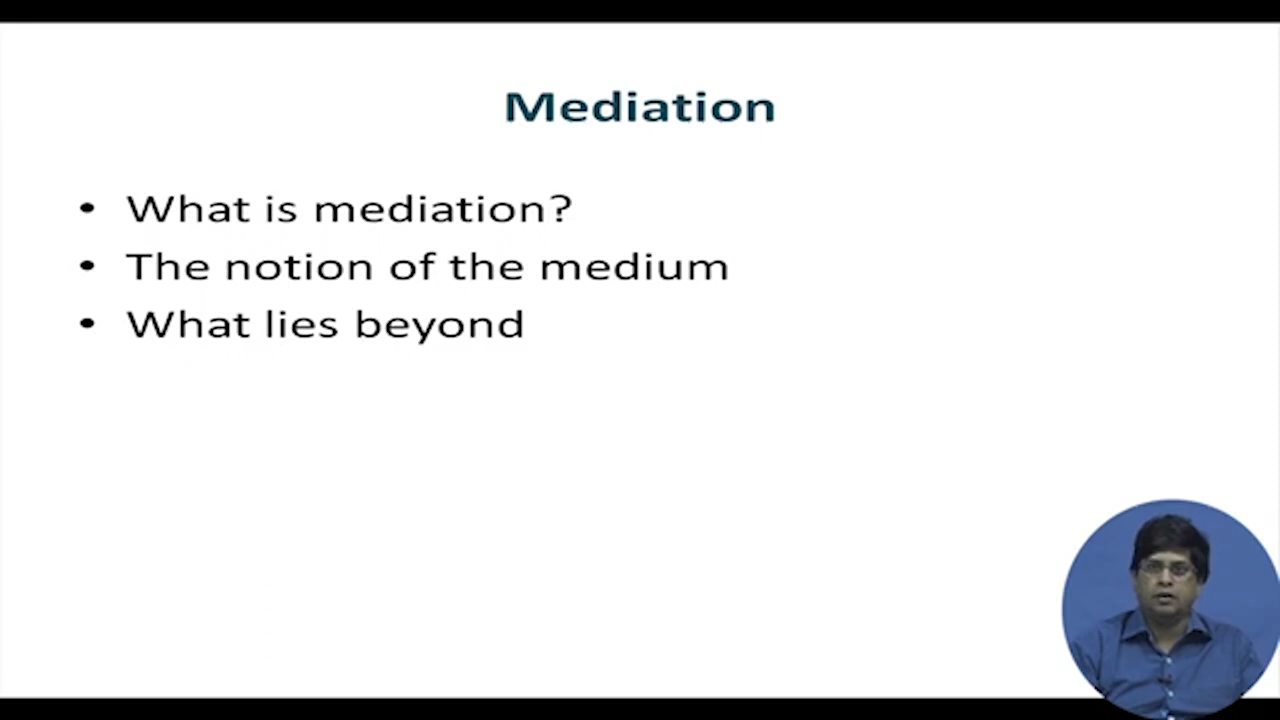 Mediation
• What is mediation?
• The notion of the medium
• What lies beyond